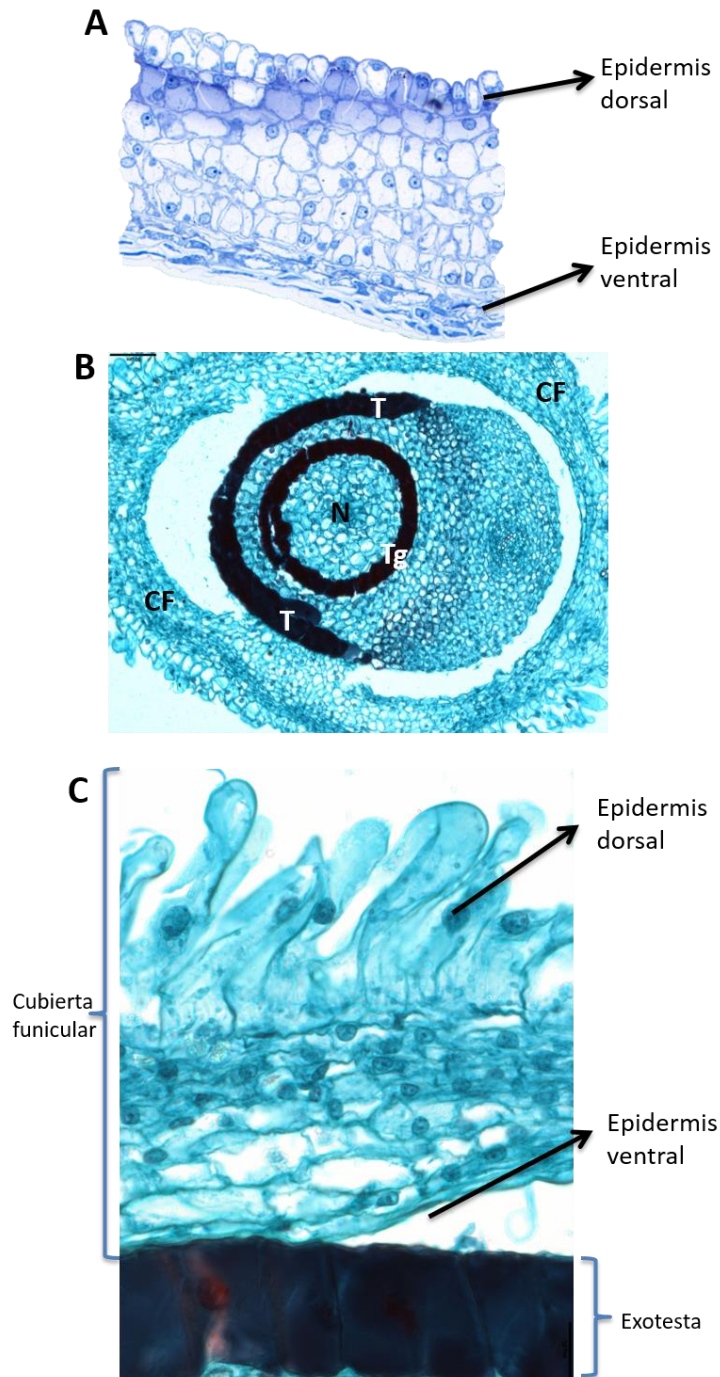 A
Epidermis
dorsal
Epidermis
ventral
B
CF
T
N
Tg
CF
T
C
Epidermis
dorsal
Cubierta
funicular
Epidermis
ventral
Exotesta